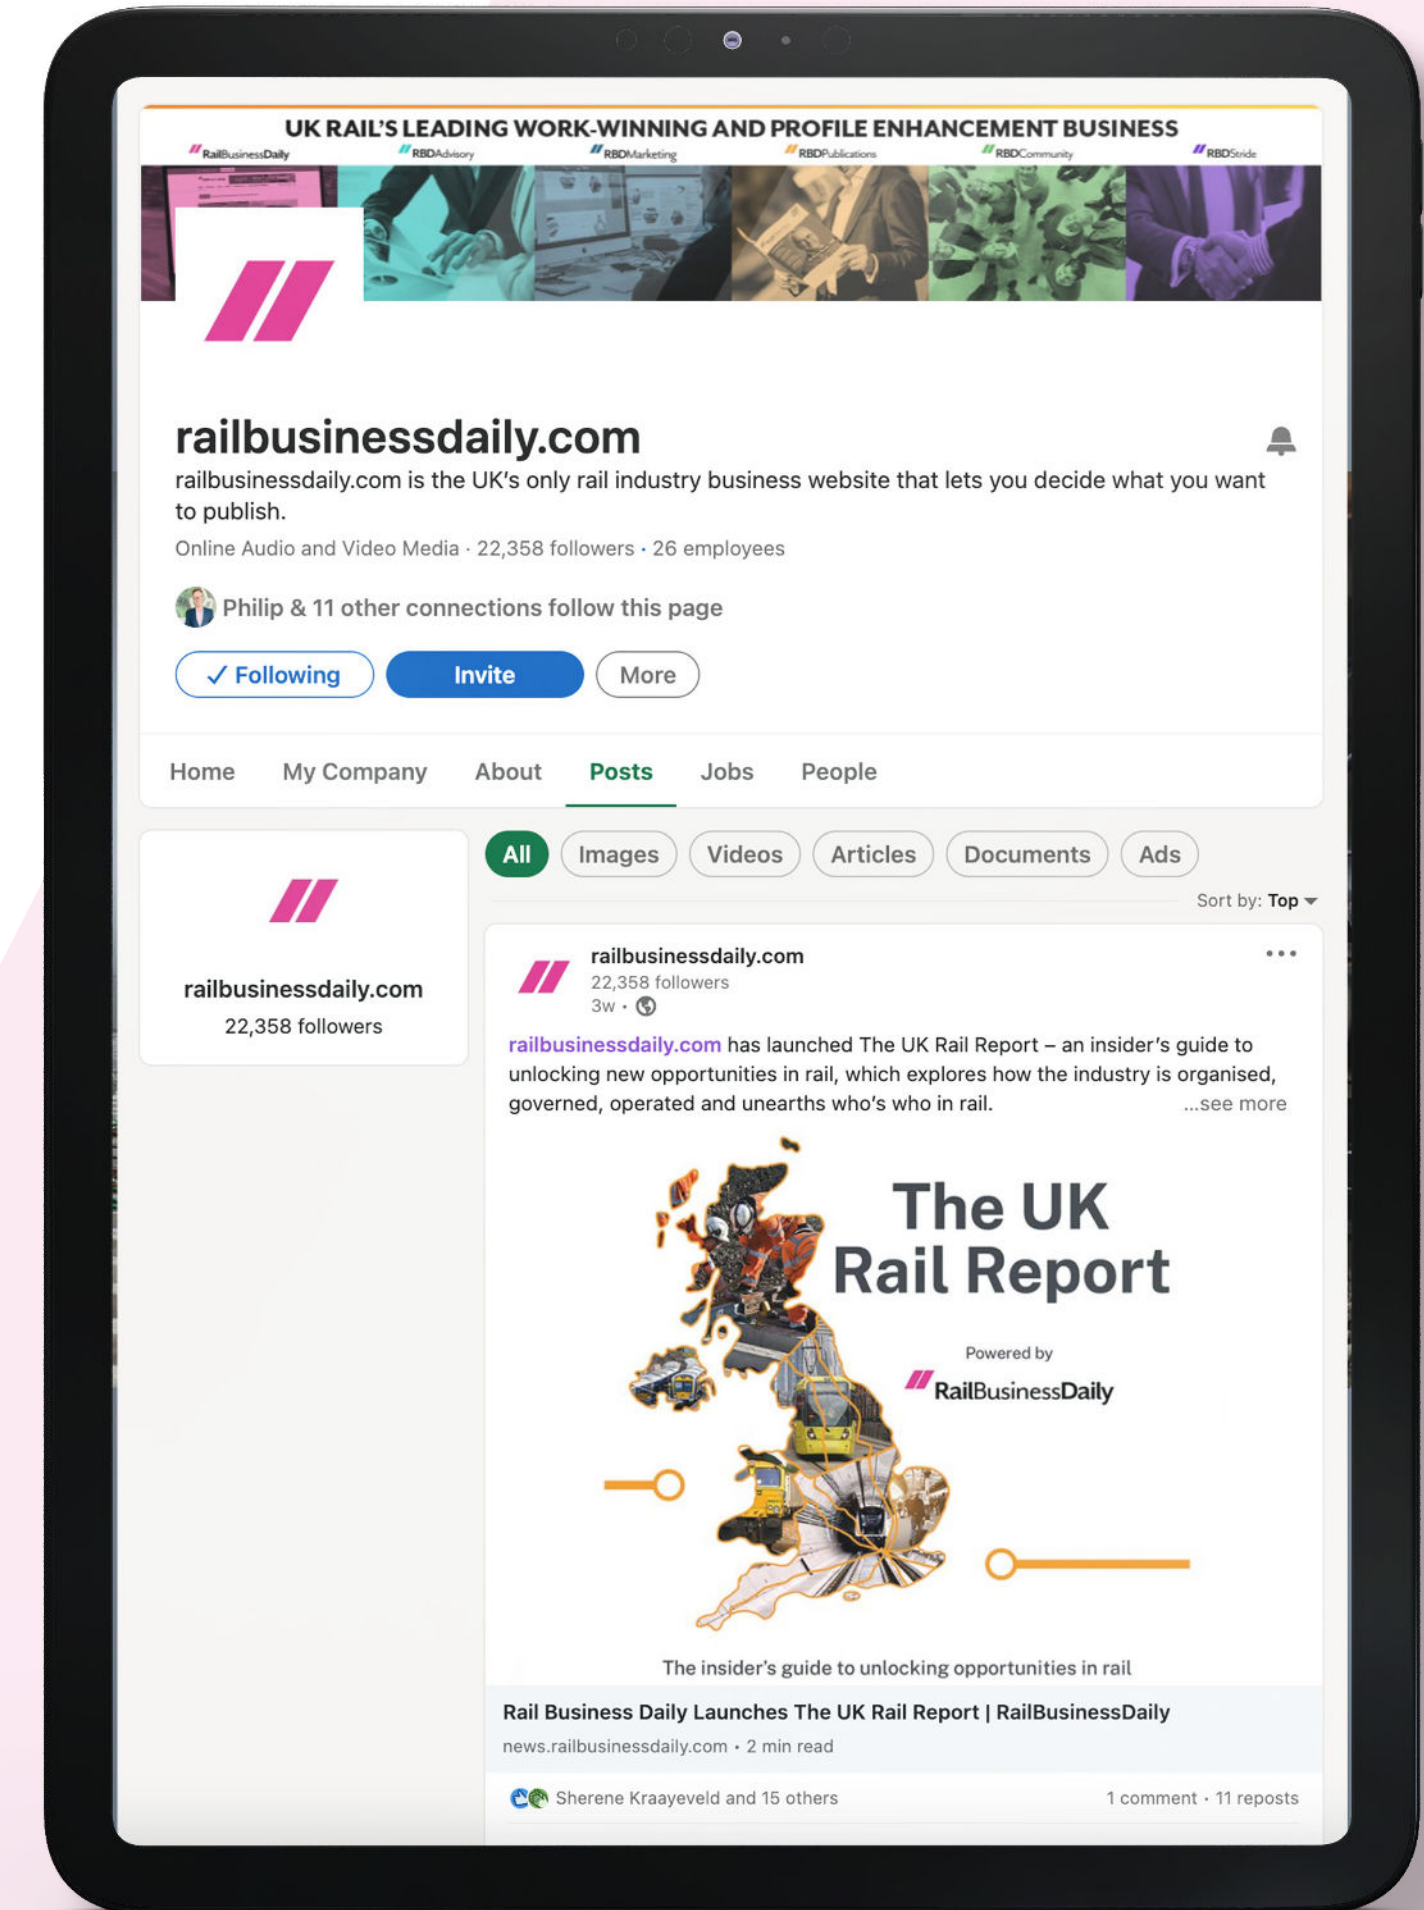 UK RAIL'S LEADING WORK-WINNING AND PROFILE ENHANCEMENT BUSINESS
RailBusinessDaily RBDAdvisory RBDMarketing RBDPublications RBDCommunity RBDStride
railbusinessdaily.com
railbusinessdaily.com is the UK's only rail industry business website that lets you decide what you want
to publish.
Online Audio and Video Media · 22,358 followers · 26 employees
Philip & 11 other connections follow this page
✓ Following Invite More
Home My Company About Posts Jobs People
All Images Videos Articles Documents Ads
Sort by: Top
railbusinessdaily.com
22,358 followers
railbusinessdaily.com
22,358 followers
3w ·
railbusinessdaily.com has launched The UK Rail Report – an insider's guide to
unlocking new opportunities in rail, which explores how the industry is organised,
governed, operated and unearths who's who in rail. ...see more
The UK
Rail Report
Powered by
RailBusinessDaily
The insider's guide to unlocking opportunities in rail
Rail Business Daily Launches The UK Rail Report | RailBusinessDaily
news.railbusinessdaily.com • 2 min read
Sherene Kraayeveld and 15 others 1 comment · 11 reposts